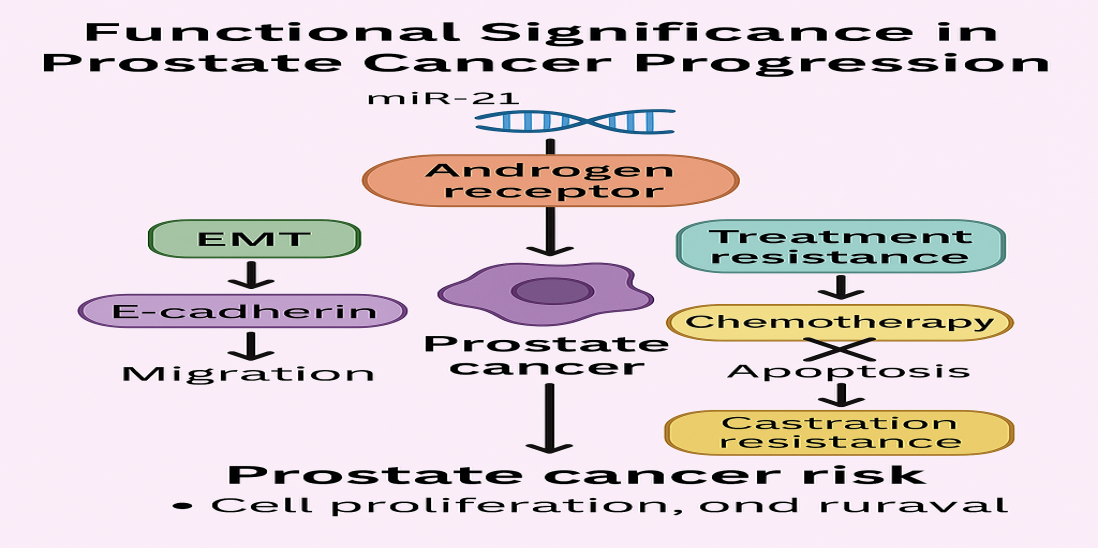 Functional Significance in
Prostate Cancer Progression
miR-21
Androgen
receptor
EMT
E-cadherin
Migration
Prostate
cancer
Treatment
resistance
Chemotherapy
Apoptosis
Castration
resistance
Prostate cancer risk
• Cell proliferation, ond ruraval